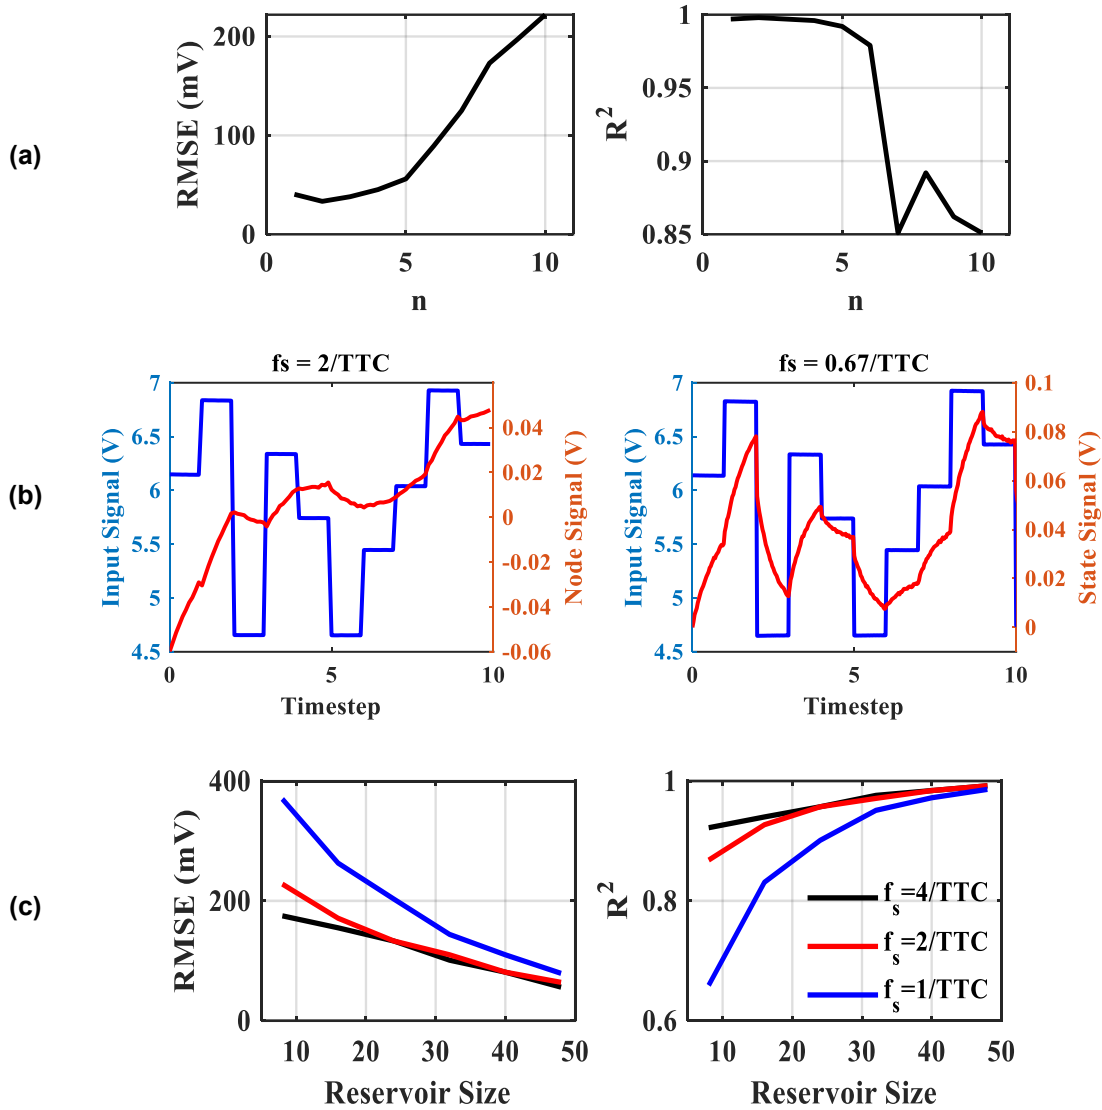 (a)
RMSE (mV)
200
100
0
0 5 10
n
R²
1
0.95
0.9
0.85
0 5 10
n
(b)
fs = 2/TTC
Input Signal (V)
7
6.5
6
5.5
5
4.5
0.04
0.02
0
-0.02
-0.04
-0.06
Node Signal (V)
0 5 10
Timestep
fs = 0.67/TTC
Input Signal (V)
7
6.5
6
5.5
5
4.5
0.1
0.08
0.06
0.04
0.02
0
State Signal (V)
0 5 10
Timestep
(c)
RMSE (mV)
400
200
0
10 20 30 40 50
Reservoir Size
R²
1
0.8
0.6
f_s=4/TTC
f_s=2/TTC
f_s=1/TTC
10 20 30 40 50
Reservoir Size